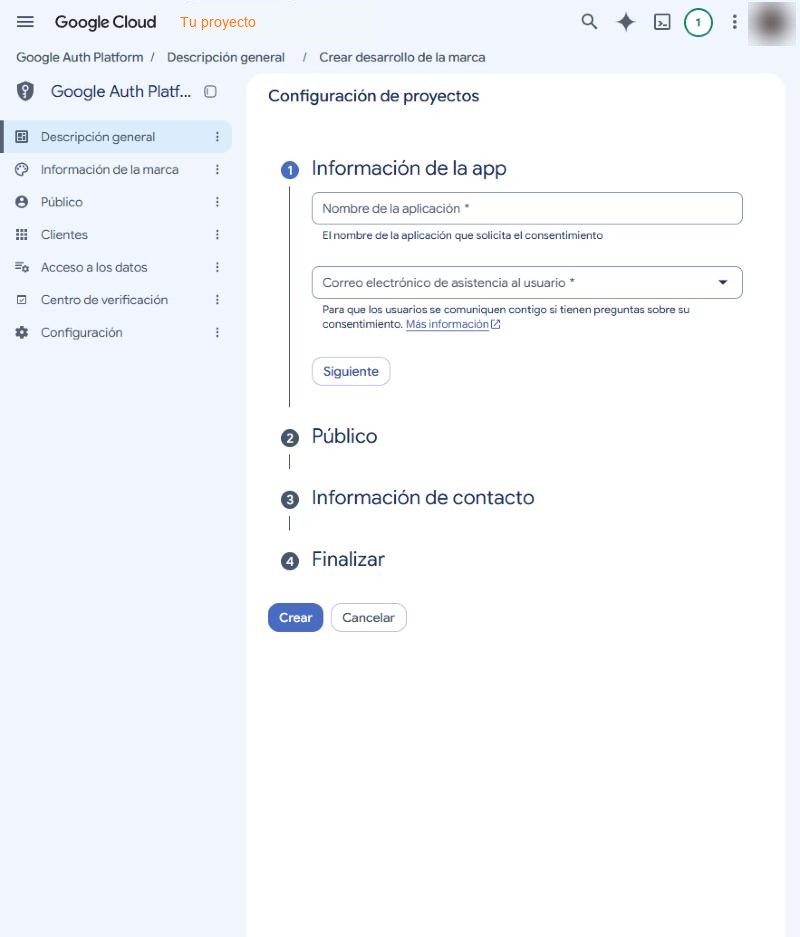 Google Cloud
Tu proyecto
1
Google Auth Platform / Descripción general / Crear desarrollo de la marca
Google Auth Platf...
Descripción general
Información de la marca
Público
Clientes
Acceso a los datos
Centro de verificación
Configuración
Configuración de proyectos
1 Información de la app
Nombre de la aplicación *
El nombre de la aplicación que solicita el consentimiento
Correo electrónico de asistencia al usuario *
Para que los usuarios se comuniquen contigo si tienen preguntas sobre su
consentimiento. Más información
Siguiente
2 Público
3 Información de contacto
4 Finalizar
Crear Cancelar